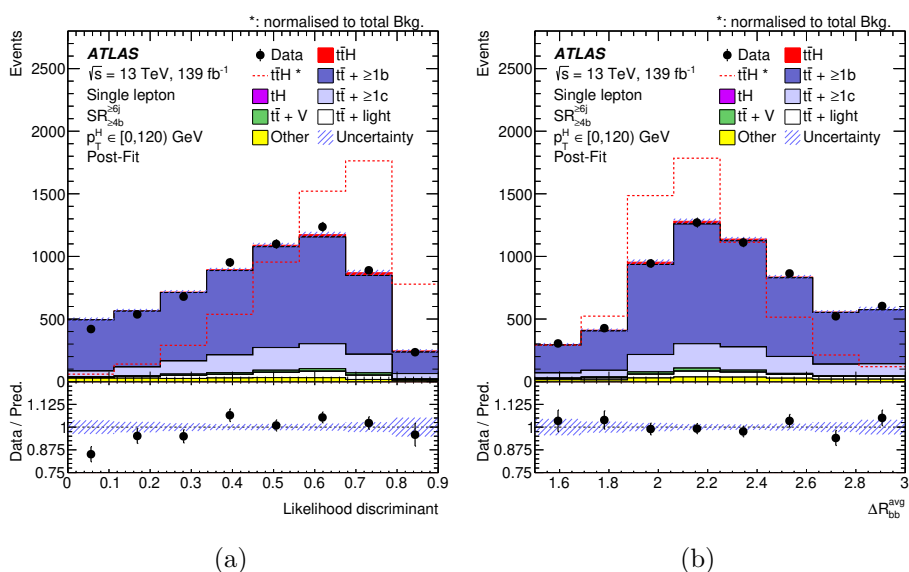 *: normalised to total Bkg.
Events
2500
2000
1500
1000
500
0
ATLAS
√s = 13 TeV, 139 fb⁻¹
Single lepton
SR≥6j≥4b
pTH ∈ [0,120) GeV
Post-Fit
Data
tt̄H
tt̄H *
tt̄ + ≥1b
tH
tt̄ + ≥1c
tt̄ + V
tt̄ + light
Other
Uncertainty
Data / Pred.
1.125
1
0.875
0.75
0 0.1 0.2 0.3 0.4 0.5 0.6 0.7 0.8 0.9
Likelihood discriminant
(a)
*: normalised to total Bkg.
Events
2500
2000
1500
1000
500
0
ATLAS
√s = 13 TeV, 139 fb⁻¹
Single lepton
SR≥6j≥4b
pTH ∈ [0,120) GeV
Post-Fit
Data
tt̄H
tt̄H *
tt̄ + ≥1b
tH
tt̄ + ≥1c
tt̄ + V
tt̄ + light
Other
Uncertainty
Data / Pred.
1.125
1
0.875
0.75
1.6 1.8 2 2.2 2.4 2.6 2.8 3
ΔRbbavg
(b)